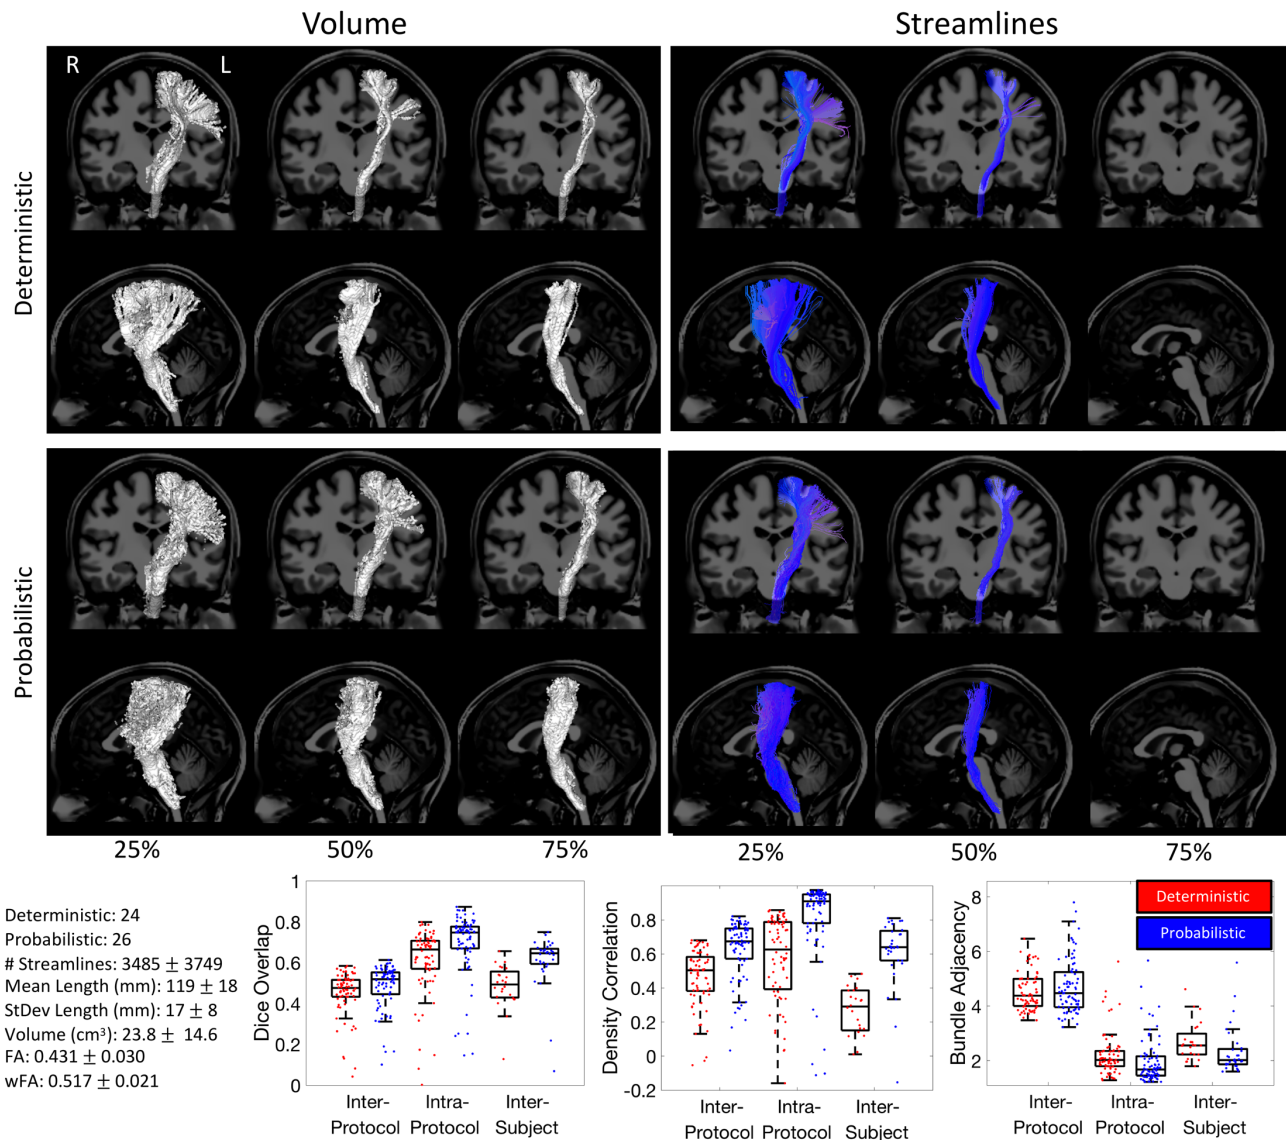 Volume
Streamlines
R
L
Deterministic
Probabilistic
25%
50%
75%
25%
50%
75%
Deterministic: 24
Probabilistic: 26
# Streamlines: 3485 ± 3749
Mean Length (mm): 119 ± 18
StDev Length (mm): 17 ± 8
Volume (cm³): 23.8 ± 14.6
FA: 0.431 ± 0.030
wFA: 0.517 ± 0.021
Dice Overlap
1
0.8
0.6
0.4
0.2
0
Inter-
Protocol
Intra-
Protocol
Inter-
Subject
Density Correlation
0.8
0.6
0.4
0.2
0
-0.2
Inter-
Protocol
Intra-
Protocol
Inter-
Subject
Bundle Adjacency
8
6
4
2
Deterministic
Probabilistic
Inter-
Protocol
Intra-
Protocol
Inter-
Subject